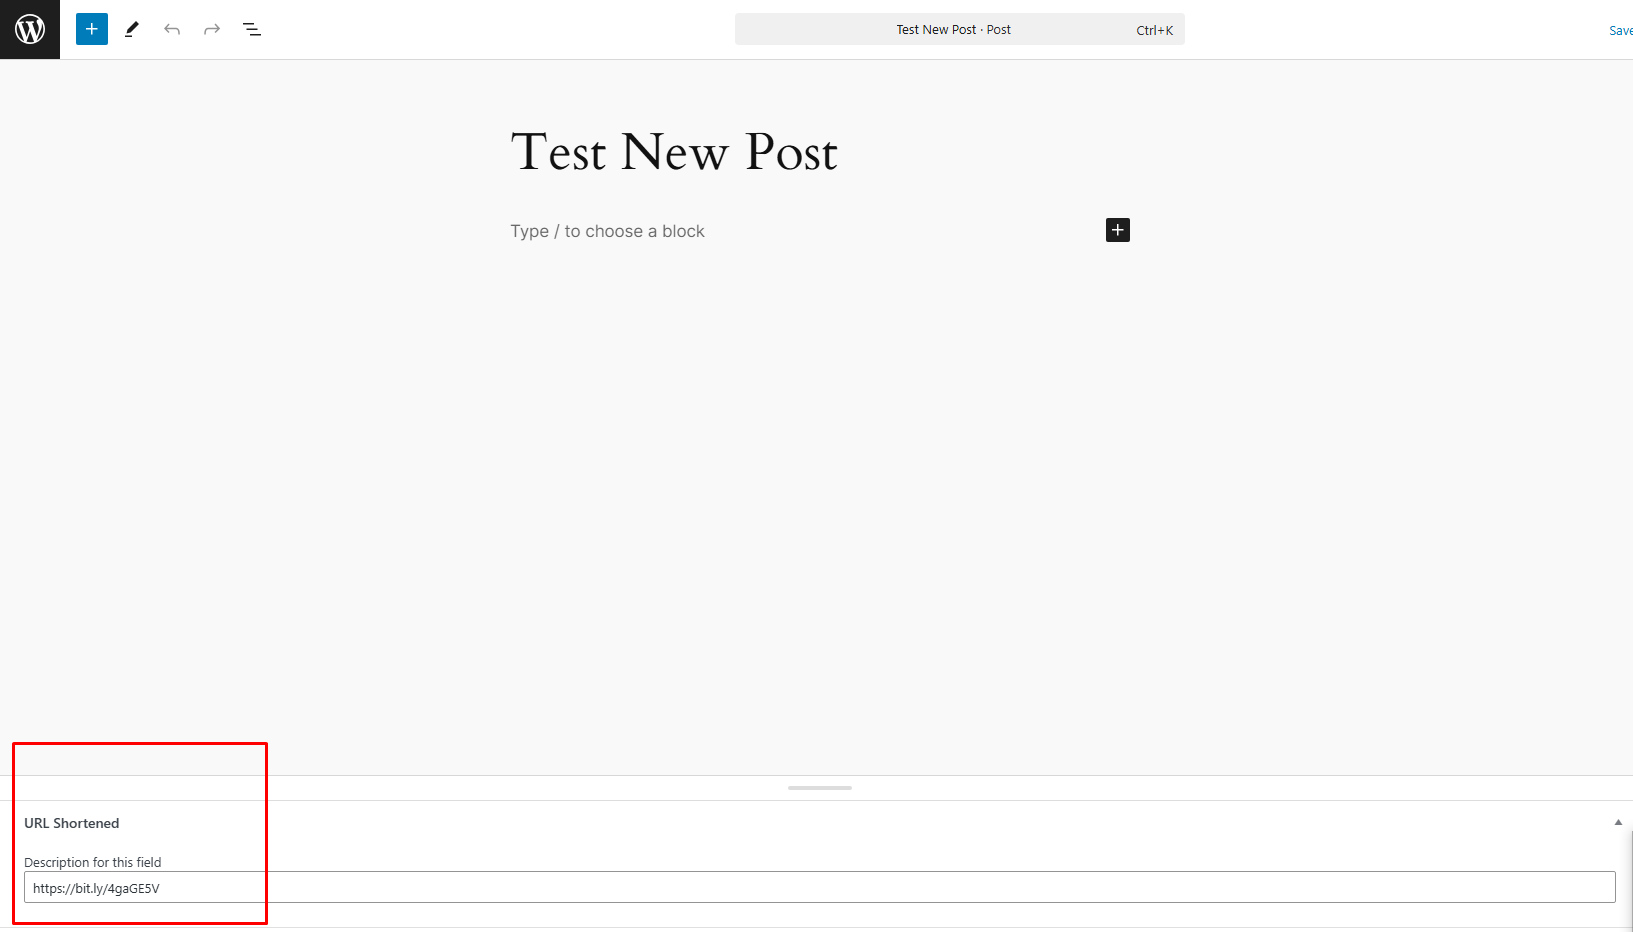 Test New Post · Post Ctrl+K
Save
Test New Post
Type / to choose a block
URL Shortened
Description for this field
https://bit.ly/4gaGE5V